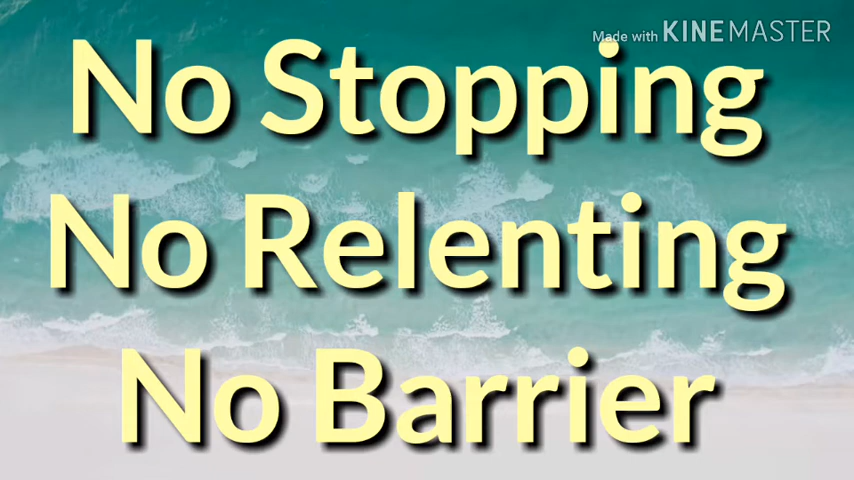 Made with KINEMASTER
No Stopping
No Relenting
No Barrier